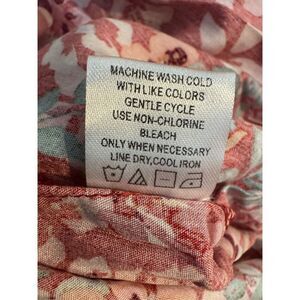 MACHINE WASH COLD
WITH LIKE COLORS
GENTLE CYCLE
USE NON-CHLORINE
BLEACH
ONLY WHEN NECESSARY
LINE DRY, COOL IRON